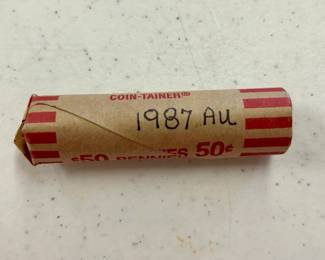 COIN-TAINER®
1987 AU
$.50 PENNIES 50¢